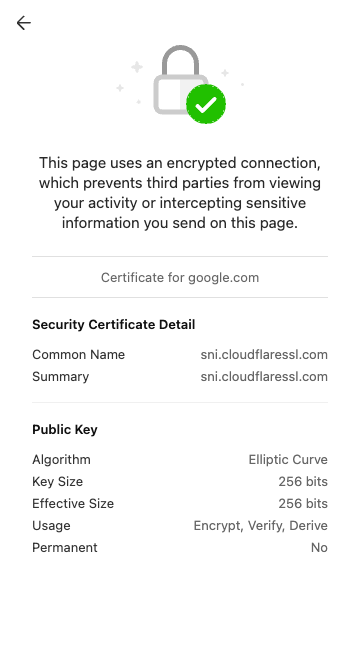 This page uses an encrypted connection,
which prevents third parties from viewing
your activity or intercepting sensitive
information you send on this page.
Certificate for google.com
Security Certificate Detail
Common Name sni.cloudflaressl.com
Summary sni.cloudflaressl.com
Public Key
Algorithm Elliptic Curve
Key Size 256 bits
Effective Size 256 bits
Usage Encrypt, Verify, Derive
Permanent No